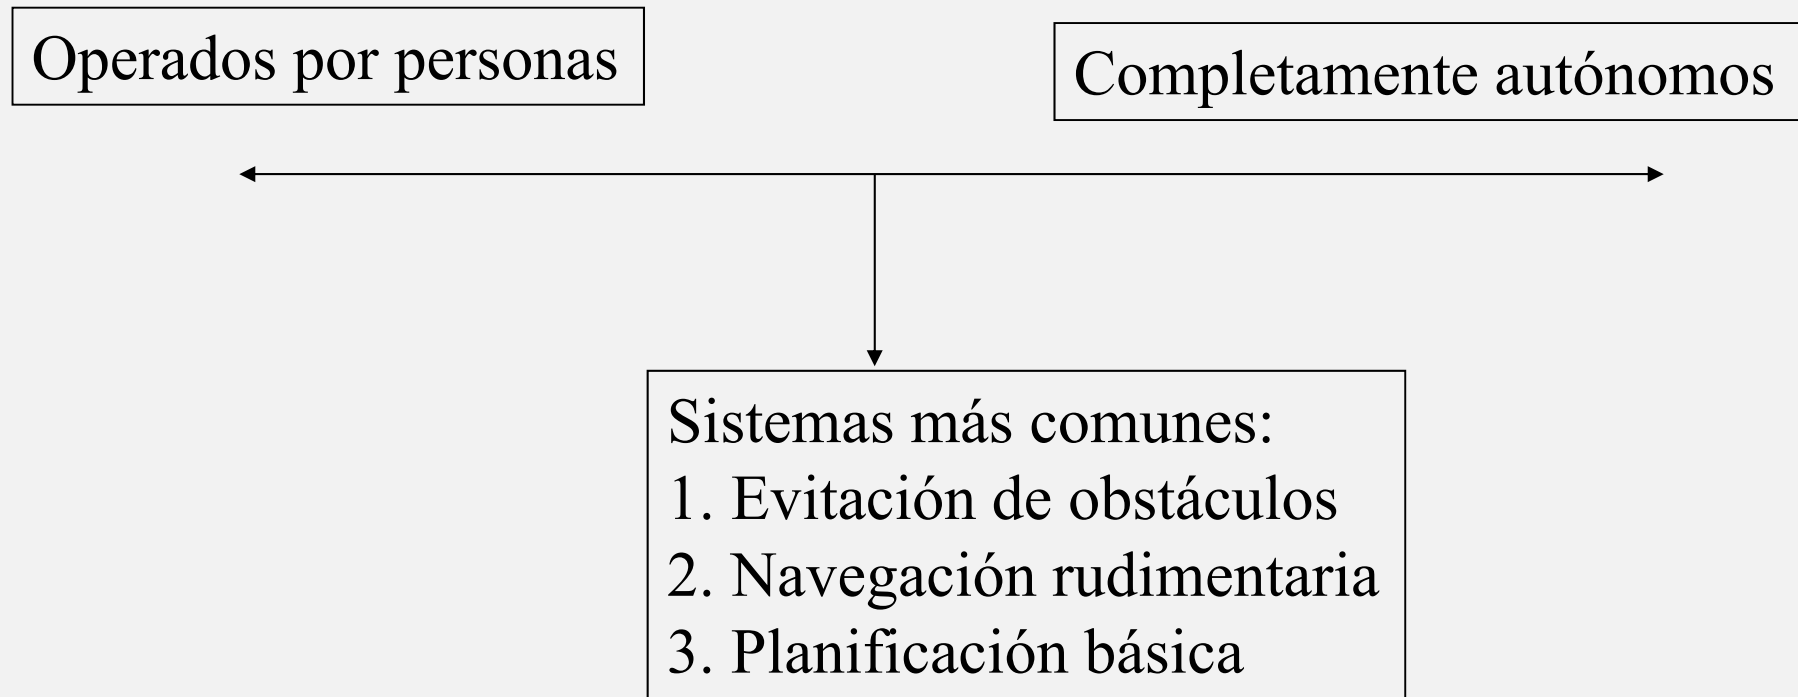 Operados por personas
Completamente autónomos
Sistemas más comunes:
1. Evitación de obstáculos
2. Navegación rudimentaria
3. Planificación básica